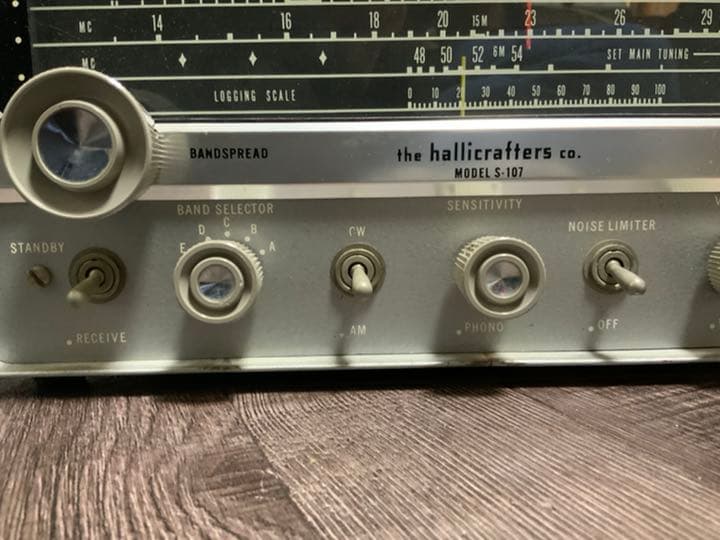 MC 14 16 18 20 15M 23 26 29
MC 48 50 52 6M 54 SET MAIN TUNING
LOGGING SCALE 0 10 2 30 40 50 60 70 80 90 100
BANDSPREAD
the hallicrafters co.
MODEL S-107
BAND SELECTOR
SENSITIVITY
STANDBY
E D C B A
CW
NOISE LIMITER
RECEIVE
AM
PHONO
OFF